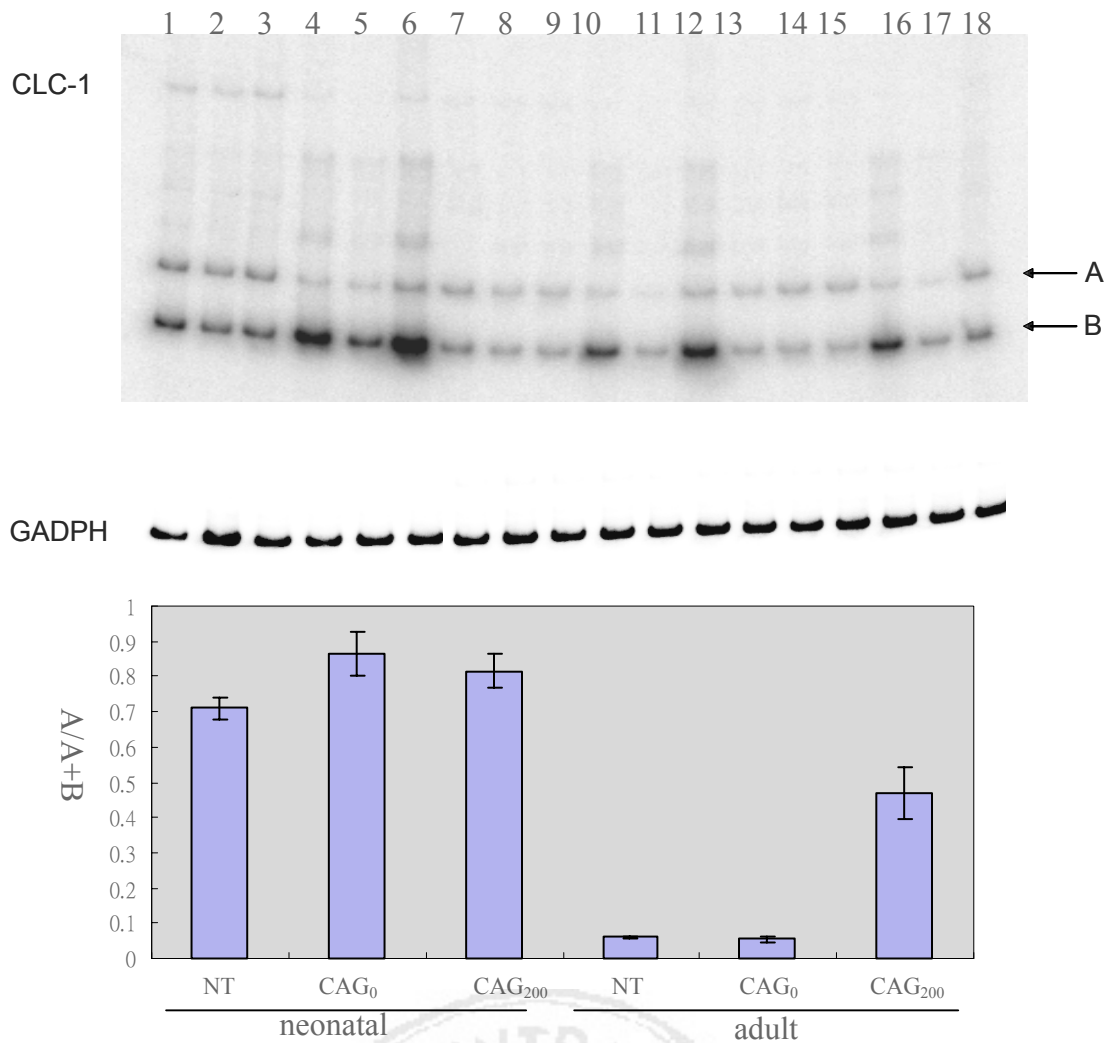 1 2 3 4 5 6 7 8 9 10 11 12 13 14 15 16 17 18
CLC-1
A
B
GADPH
1
0.9
0.8
0.7
0.6
0.5
0.4
0.3
0.2
0.1
0
A/A+B
NT CAG₀ CAG₂₀₀ NT CAG₀ CAG₂₀₀
neonatal adult